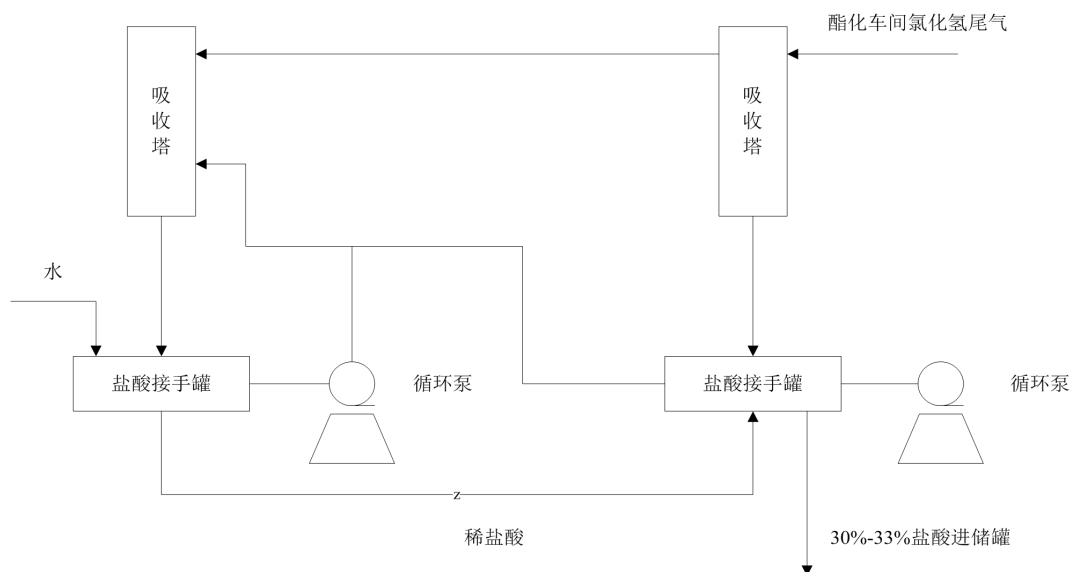 酯化车间氯化氢尾气
吸收塔
吸收塔
水
盐酸接手罐
循环泵
盐酸接手罐
循环泵
z
稀盐酸
30%-33%盐酸进储罐